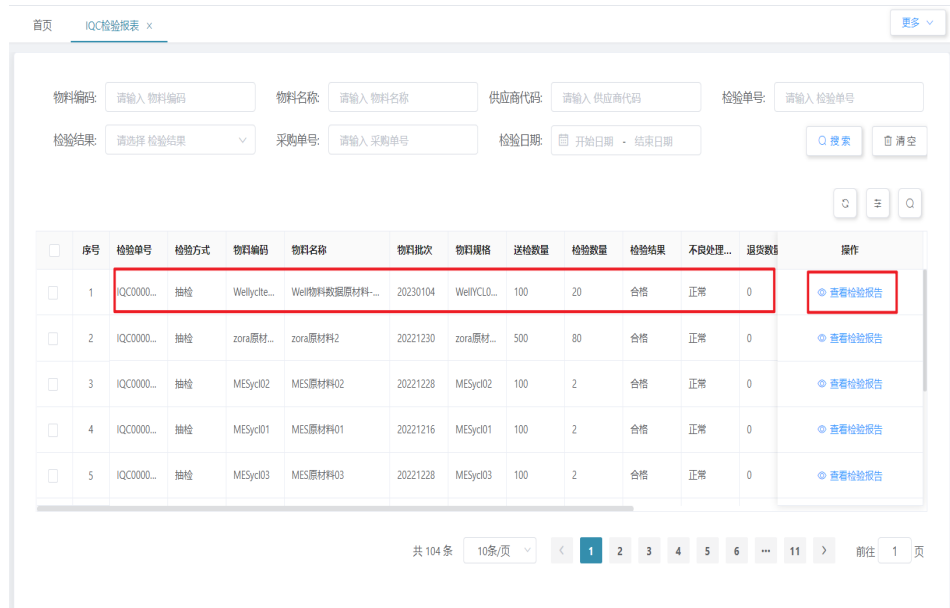 首页 IQC检验报表 × 更多
物料编码: 请输入 物料编码 物料名称: 请输入 物料名称 供应商代码: 请输入 供应商代码 检验单号: 请输入 检验单号
检验结果: 请选择 检验结果 采购单号: 请输入 采购单号 检验日期: 开始日期 - 结束日期 搜索 清空
序号 检验单号 检验方式 物料编码 物料名称 物料批次 物料规格 送检数量 检验数量 检验结果 不良处理... 退货数量 操作
1 IQC0000... 抽检 Wellyclte... Well物料数据原材料-... 20230104 WellYCL0... 100 20 合格 正常 0 查看检验报告
2 IQC0000... 抽检 zora原材... zora原材料2 20221230 zora原材... 500 80 合格 正常 0 查看检验报告
3 IQC0000... 抽检 MESycl02 MES原材料02 20221228 MESycl02 100 2 合格 正常 0 查看检验报告
4 IQC0000... 抽检 MESycl01 MES原材料01 20221216 MESycl01 100 2 合格 正常 0 查看检验报告
5 IQC0000... 抽检 MESycl03 MES原材料03 20221228 MESycl03 100 2 合格 正常 0 查看检验报告
共 104 条 10条/页 < 1 2 3 4 5 6 ... 11 > 前往 1 页